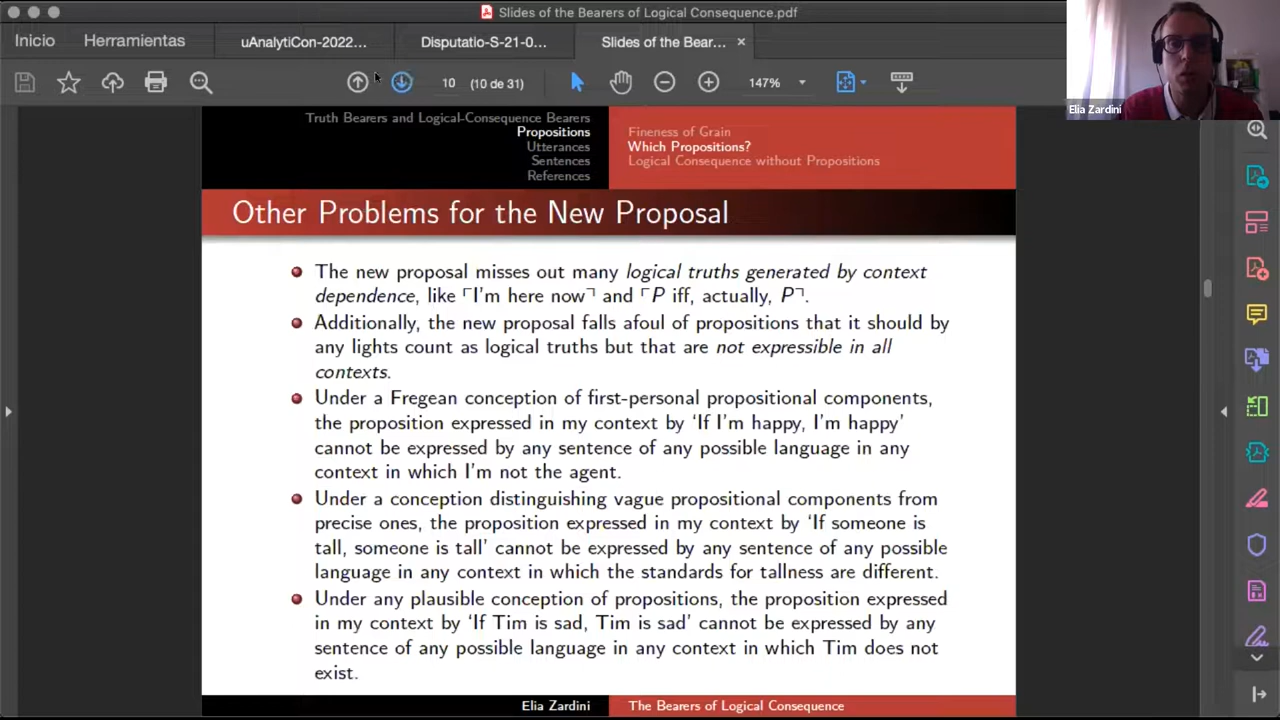 Slides of the Bearers of Logical Consequence.pdf
Inicio
Herramientas
uAnalytiCon-2022...
Disputatio-S-21-0...
Slides of the Bear...
10
(10 de 31)
147%
Elia Zardini
Truth Bearers and Logical-Consequence Bearers
Propositions
Utterances
Sentences
References
Fineness of Grain
Which Propositions?
Logical Consequence without Propositions
Other Problems for the New Proposal
The new proposal misses out many logical truths generated by context
dependence, like ⌜I'm here now⌝ and ⌜P iff, actually, P⌝.
Additionally, the new proposal falls afoul of propositions that it should by
any lights count as logical truths but that are not expressible in all
contexts.
Under a Fregean conception of first-personal propositional components,
the proposition expressed in my context by 'If I'm happy, I'm happy'
cannot be expressed by any sentence of any possible language in any
context in which I'm not the agent.
Under a conception distinguishing vague propositional components from
precise ones, the proposition expressed in my context by 'If someone is
tall, someone is tall' cannot be expressed by any sentence of any possible
language in any context in which the standards for tallness are different.
Under any plausible conception of propositions, the proposition expressed
in my context by 'If Tim is sad, Tim is sad' cannot be expressed by any
sentence of any possible language in any context in which Tim does not
exist.
Elia Zardini
The Bearers of Logical Consequence